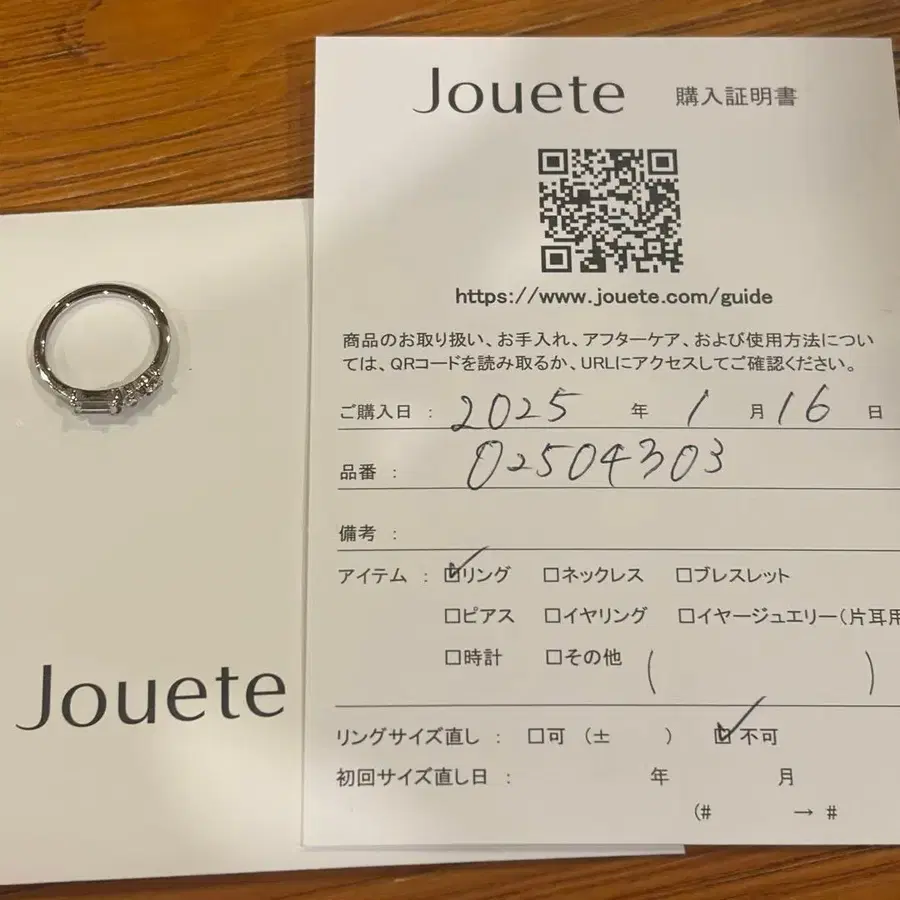 Jouete 購入証明書
https://www.jouete.com/guide
商品のお取り扱い、お手入れ、アフターケア、および使用方法につい
ては、QRコードを読み取るか、URLにアクセスしてご確認ください。
ご購入日 : 2025 年 1 月 16 日
品番 : 02504303
備考 :
アイテム : ☑リング □ネックレス □ブレスレット
□ピアス □イヤリング □イヤージュエリー(片耳用
□時計 □その他 ( )
リングサイズ直し : □可 (± ) ☑不可
初回サイズ直し日 : 年 月
(# → #
Jouete